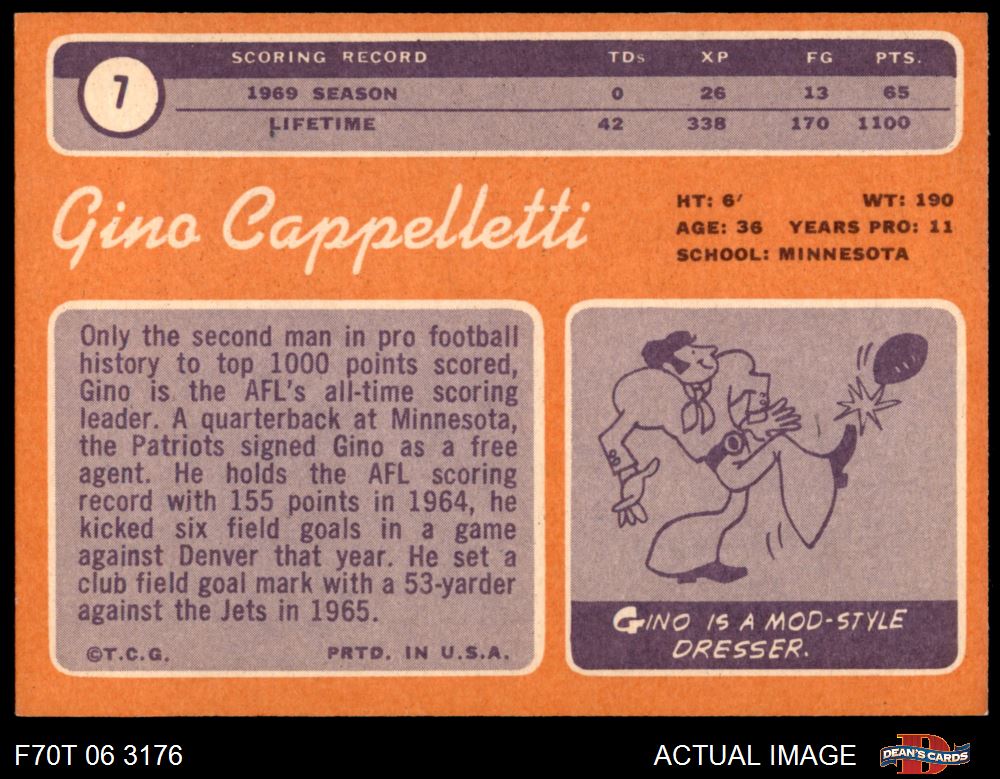 7
SCORING RECORD TDs XP FG PTS.
1969 SEASON 0 26 13 65
LIFETIME 42 338 170 1100
Gino Cappelletti
HT: 6′ WT: 190
AGE: 36 YEARS PRO: 11
SCHOOL: MINNESOTA
Only the second man in pro football
history to top 1000 points scored,
Gino is the AFL's all-time scoring
leader. A quarterback at Minnesota,
the Patriots signed Gino as a free
agent. He holds the AFL scoring
record with 155 points in 1964, he
kicked six field goals in a game
against Denver that year. He set a
club field goal mark with a 53-yarder
against the Jets in 1965.
©T.C.G. PRTD. IN U.S.A.
GINO IS A MOD-STYLE
DRESSER.
F70T 06 3176 ACTUAL IMAGE
DEAN'S CARDS